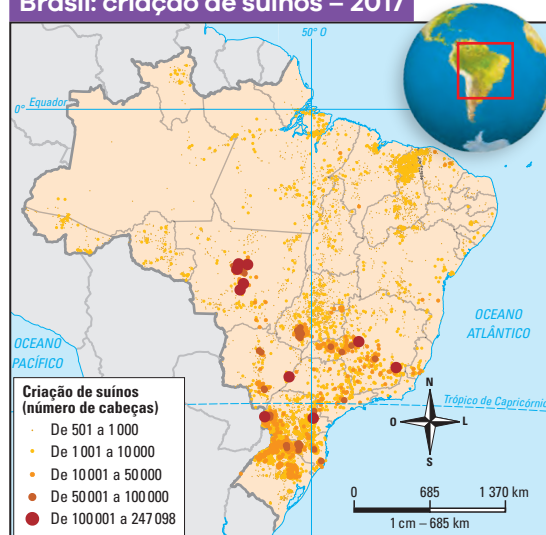 Brasil: criação de suínos – 2017
50° O
0°
Equador
OCEANO
PACÍFICO
OCEANO
ATLÂNTICO
Trópico de Capricórnio
N
O
L
S
Criação de suínos
(número de cabeças)
De 501 a 1 000
De 1 001 a 10 000
De 10 001 a 50 000
De 50 001 a 100 000
De 100 001 a 247 098
0 685 1 370 km
1 cm – 685 km